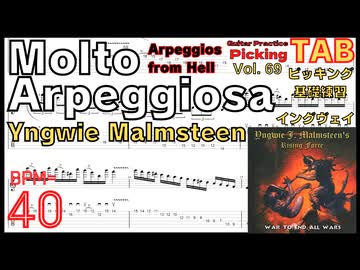 Molto
Arpeggios
from Hell
Guitar Practice
Picking
Vol. 69
TAB
ピッキング
基礎練習
イングヴェイ
Arpeggiosa
Yngwie Malmsteen
BPM=
40
Yngwie J. Malmsteen's
Rising Force
WAR TO END ALL WARS